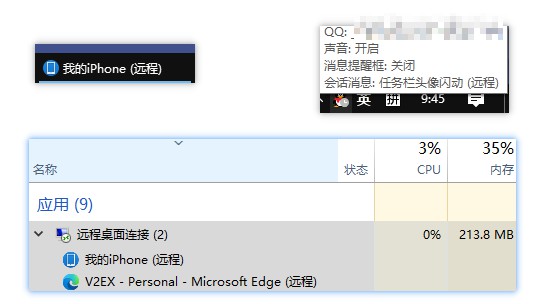 我的iPhone (远程)
QQ:
声音: 开启
消息提醒框: 关闭
会话消息: 任务栏头像闪动 (远程)
英 拼 9:45
3% 35%
名称 状态 CPU 内存
应用 (9)
远程桌面连接 (2) 0% 213.8 MB
我的iPhone (远程)
V2EX - Personal - Microsoft Edge (远程)